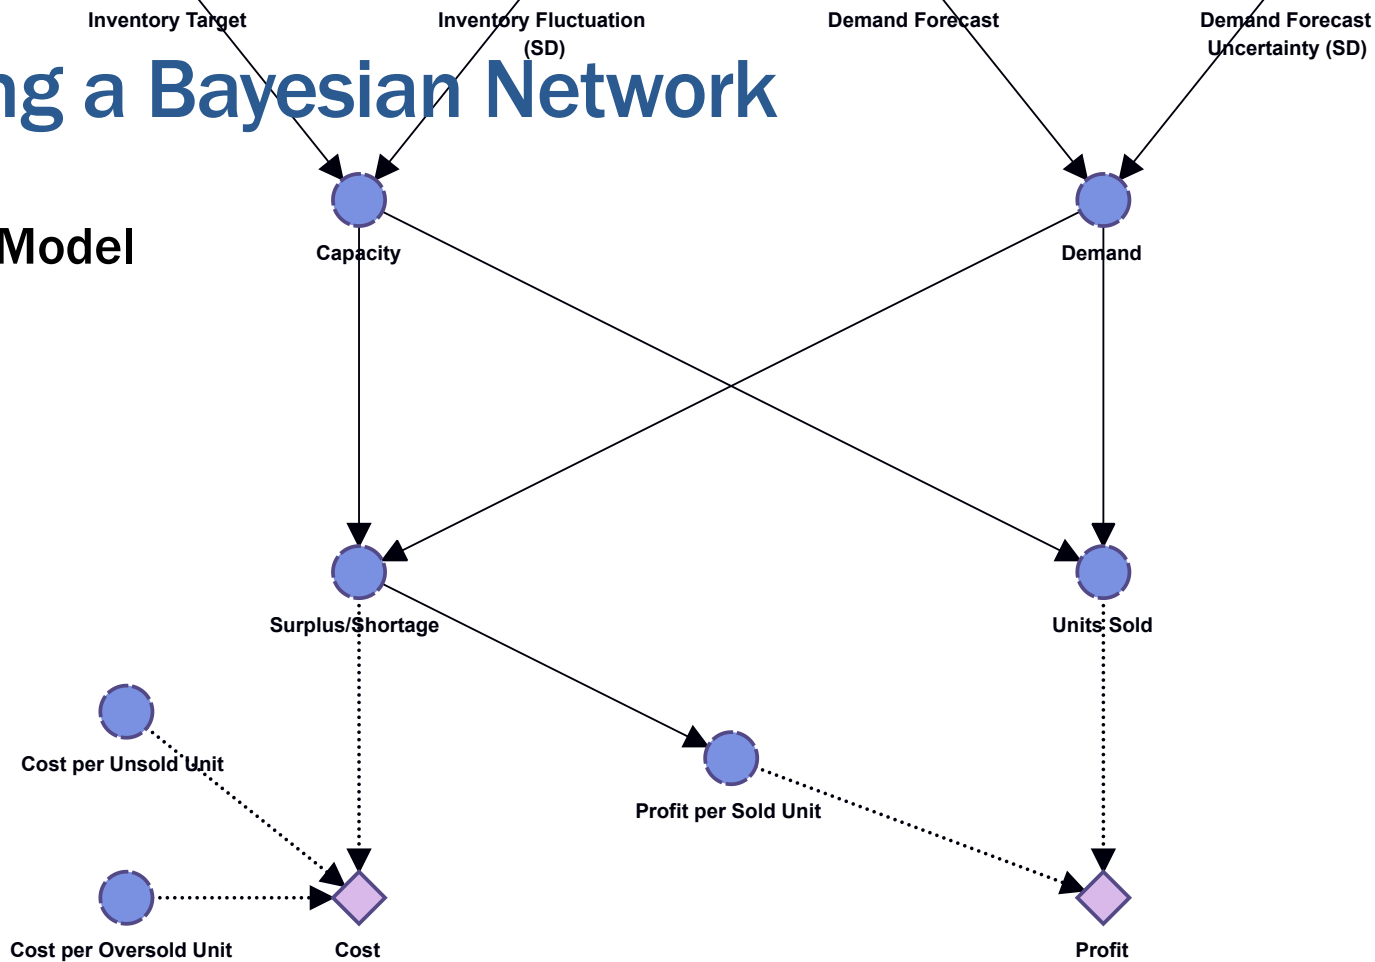 Inventory Target
Inventory Fluctuation
(SD)
Demand Forecast
Demand Forecast
Uncertainty (SD)
ng a Bayesian Network
Model
Capacity
Demand
Surplus/Shortage
Units Sold
Cost per Unsold Unit
Profit per Sold Unit
Cost per Oversold Unit
Cost
Profit